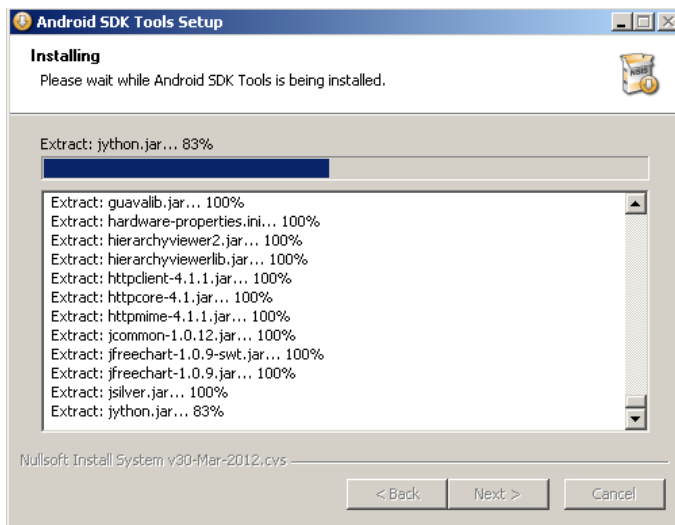 Android SDK Tools Setup
Installing
Please wait while Android SDK Tools is being installed.
NSIS
Extract: jython.jar... 83%
Extract: guavalib.jar... 100%
Extract: hardware-properties.ini... 100%
Extract: hierarchyviewer2.jar... 100%
Extract: hierarchyviewerlib.jar... 100%
Extract: httpclient-4.1.1.jar... 100%
Extract: httpcore-4.1.jar... 100%
Extract: httpmime-4.1.1.jar... 100%
Extract: jcommon-1.0.12.jar... 100%
Extract: jfreechart-1.0.9-swt.jar... 100%
Extract: jfreechart-1.0.9.jar... 100%
Extract: jsilver.jar... 100%
Extract: jython.jar... 83%
Nullsoft Install System v30-Mar-2012.cvs
< Back Next > Cancel